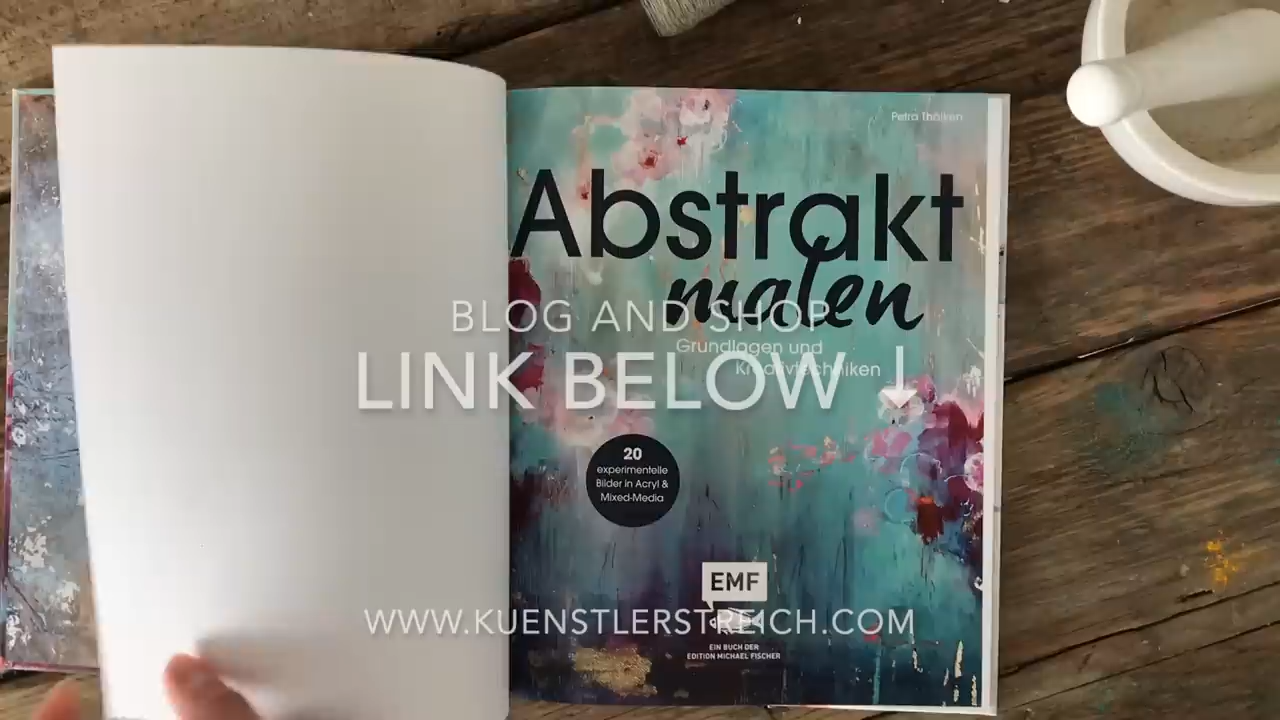 Petra Thölken
Abstrakt
malen
Grundlagen und
Kreativtechniken
BLOG AND SHOP
LINK BELOW ↓
20
experimentelle
Bilder in Acryl &
Mixed-Media
EMF
WWW.KUENSTLERSTREICH.COM
EIN BUCH DER
EDITION MICHAEL FISCHER